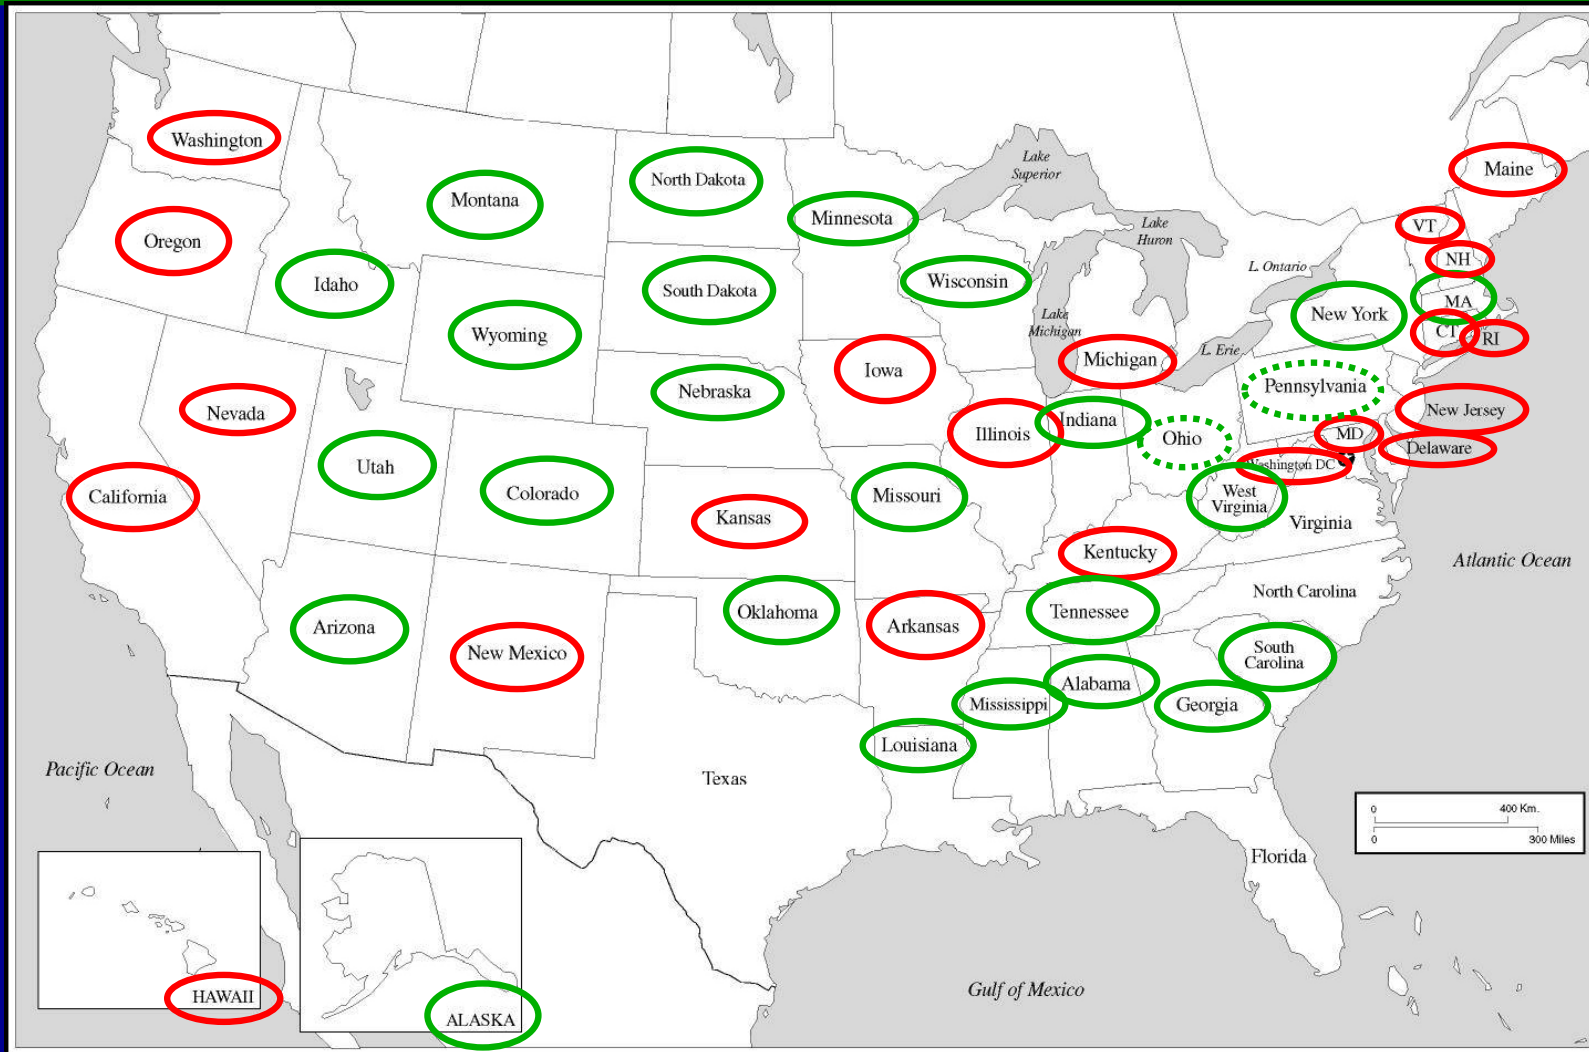 Washington
Oregon
Idaho
Montana
North Dakota
Minnesota
Wisconsin
South Dakota
Wyoming
Nebraska
Iowa
Nevada
Utah
Colorado
California
Kansas
Missouri
Illinois
Indiana
Michigan
Ohio
Pennsylvania
New York
Maine
VT
NH
MA
CT
RI
New Jersey
MD
Delaware
Washington DC
West
Virginia
Virginia
Kentucky
Tennessee
North Carolina
South
Carolina
Georgia
Alabama
Mississippi
Louisiana
Arkansas
Oklahoma
New Mexico
Arizona
Texas
Florida
HAWAII
ALASKA
Lake
Superior
Lake
Huron
Lake
Michigan
L. Ontario
L. Erie
Atlantic Ocean
Pacific Ocean
Gulf of Mexico
0
400 Km.
0
300 Miles